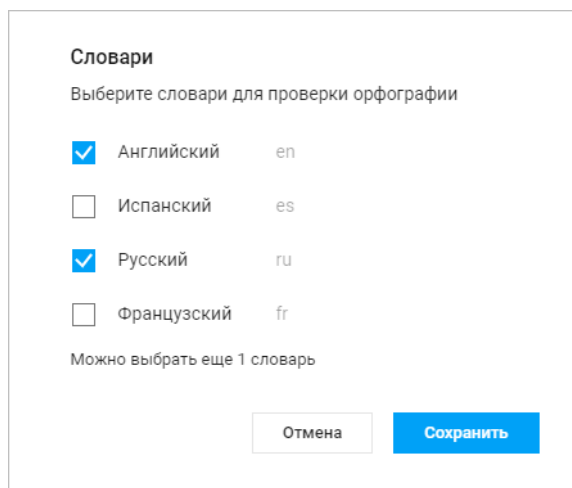 Словари
Выберите словари для проверки орфографии
Английский en
Испанский es
Русский ru
Французский fr
Можно выбрать еще 1 словарь
Отмена Сохранить